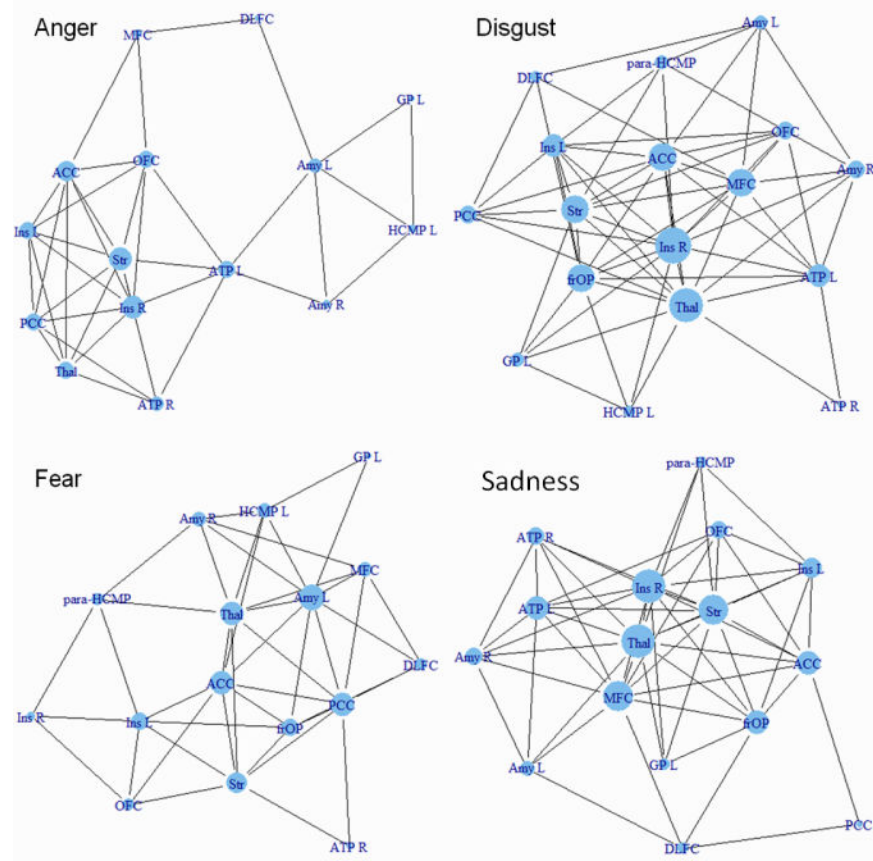 Anger
DLFC
MFC
GP L
OFC
ACC
Amy L
Ins L
HCMP L
Str
ATP L
Ins R
Amy R
PCC
Thal
ATP R
Disgust
Amy L
para-HCMP
DLFC
OFC
Ins L
ACC
Amy R
MFC
PCC
Str
Ins R
frOP
ATP L
Thal
GP L
HCMP L
ATP R
Fear
GP L
HCMP L
Amy R
MFC
para-HCMP
Amy L
Thal
DLFC
ACC
PCC
Ins R
Ins L
frOP
Str
OFC
ATP R
Sadness
para-HCMP
ATP R
OFC
Ins L
Ins R
ATP L
Str
Thal
Amy R
ACC
MFC
frOP
Amy L
GP L
PCC
DLFC